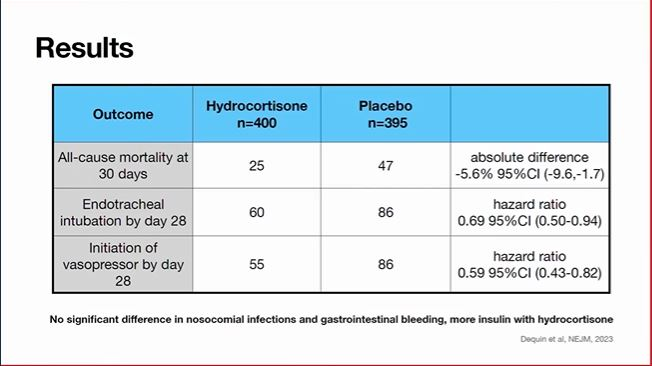 Results
Outcome
Hydrocortisone
n=400
Placebo
n=395
All-cause mortality at
30 days
25
47
absolute difference
-5.6% 95%CI (-9.6,-1.7)
Endotracheal
intubation by day 28
60
86
hazard ratio
0.69 95%CI (0.50-0.94)
Initiation of
vasopressor by day
28
55
86
hazard ratio
0.59 95%CI (0.43-0.82)
No significant difference in nosocomial infections and gastrointestinal bleeding, more insulin with hydrocortisone
Dequin et al, NEJM, 2023